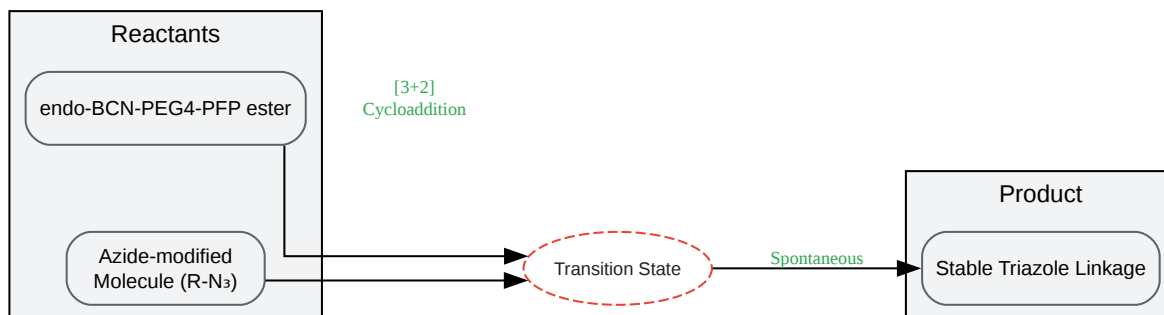 Reactants
endo-BCN-PEG4-PFP ester
[3+2]
Cycloaddition
Azide-modified
Molecule (R-N₃)
Transition State
Spontaneous
Product
Stable Triazole Linkage